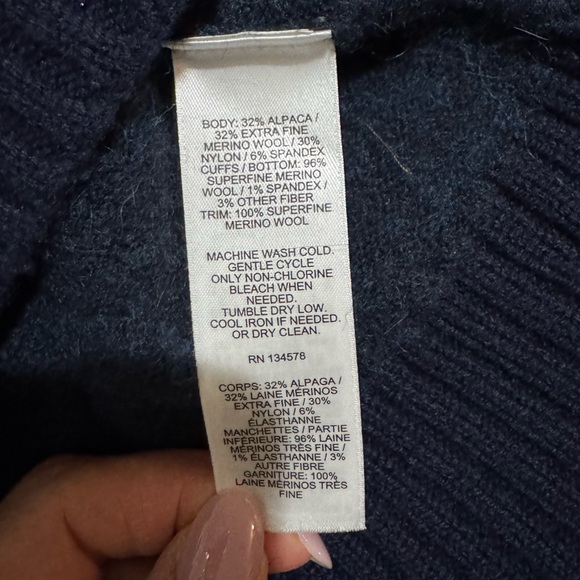 BODY: 32% ALPACA /
32% EXTRA FINE
MERINO WOOL / 30%
NYLON / 6% SPANDEX
CUFFS / BOTTOM: 96%
SUPERFINE MERINO
WOOL / 1% SPANDEX /
3% OTHER FIBER
TRIM: 100% SUPERFINE
MERINO WOOL
MACHINE WASH COLD.
GENTLE CYCLE
ONLY NON-CHLORINE
BLEACH WHEN
NEEDED.
TUMBLE DRY LOW.
COOL IRON IF NEEDED.
OR DRY CLEAN.
RN 134578
CORPS: 32% ALPAGA /
32% LAINE MÉRINOS
EXTRA FINE / 30%
NYLON / 6%
ÉLASTHANNE
MANCHETTES / PARTIE
INFÉRIEURE: 96% LAINE
MÉRINOS TRÈS FINE /
1% ÉLASTHANNE / 3%
AUTRE FIBRE
GARNITURE: 100%
LAINE MÉRINOS TRÈS
FINE